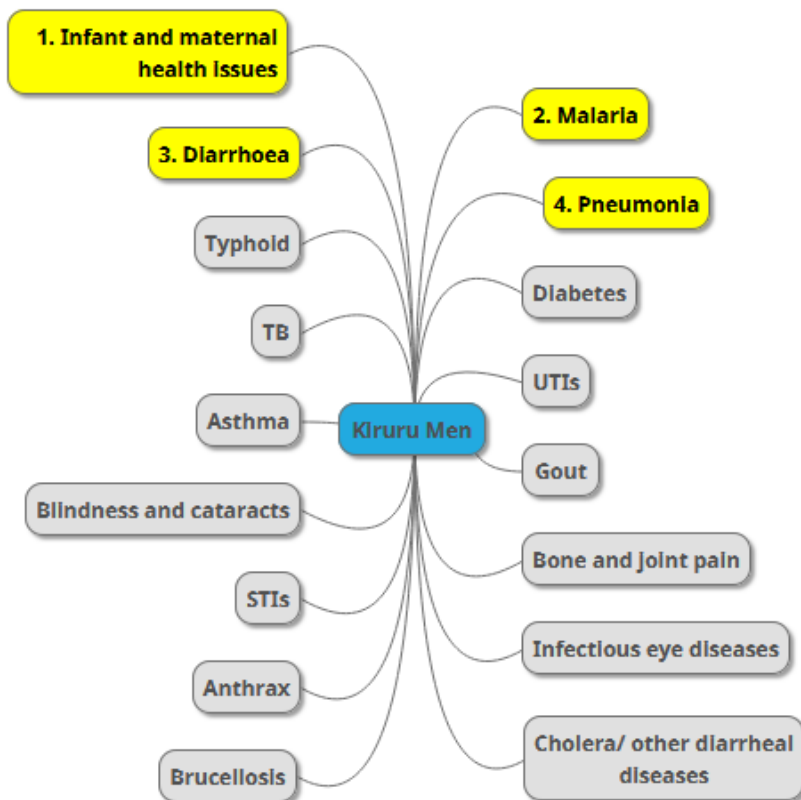 1. Infant and maternal
health issues
2. Malaria
3. Diarrhoea
4. Pneumonia
Typhoid
Diabetes
TB
UTIs
Asthma
Kiruru Men
Gout
Blindness and cataracts
Bone and joint pain
STIs
Infectious eye diseases
Anthrax
Cholera/ other diarrheal
diseases
Brucellosis